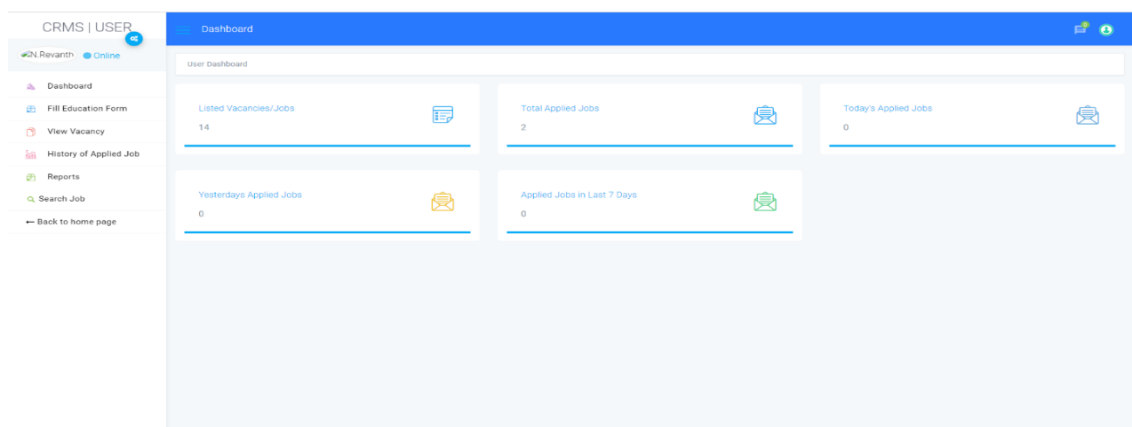 CRMS | USER
N.Revanth Online
Dashboard
Fill Education Form
View Vacancy
History of Applied Job
Reports
Search Job
Back to home page
Dashboard
0
User Dashboard
Listed Vacancies/Jobs
14
Total Applied Jobs
2
Today's Applied Jobs
0
Yesterdays Applied Jobs
0
Applied Jobs in Last 7 Days
0